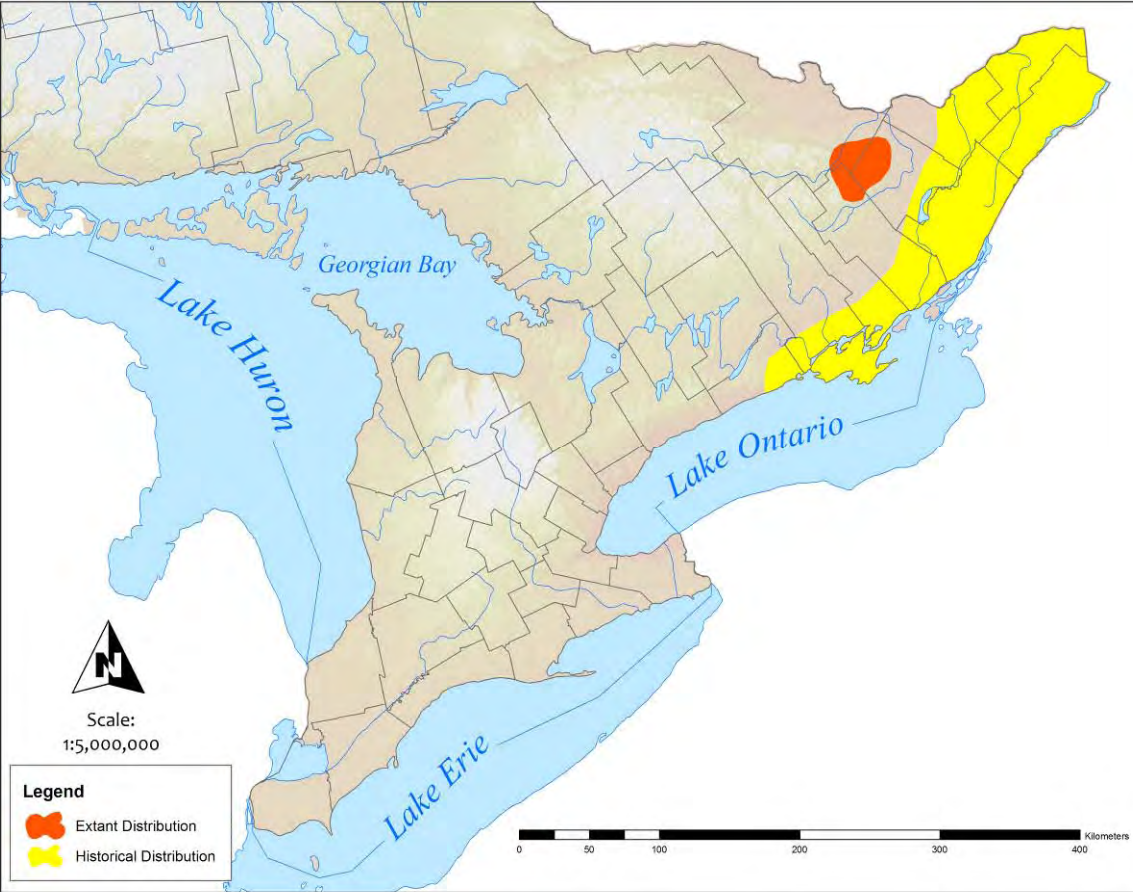 Georgian Bay
Lake Huron
Lake Ontario
N
Scale:
1:5,000,000
Lake Erie
Legend
Extant Distribution
Historical Distribution
Kilometers
0 50 100 200 300 400